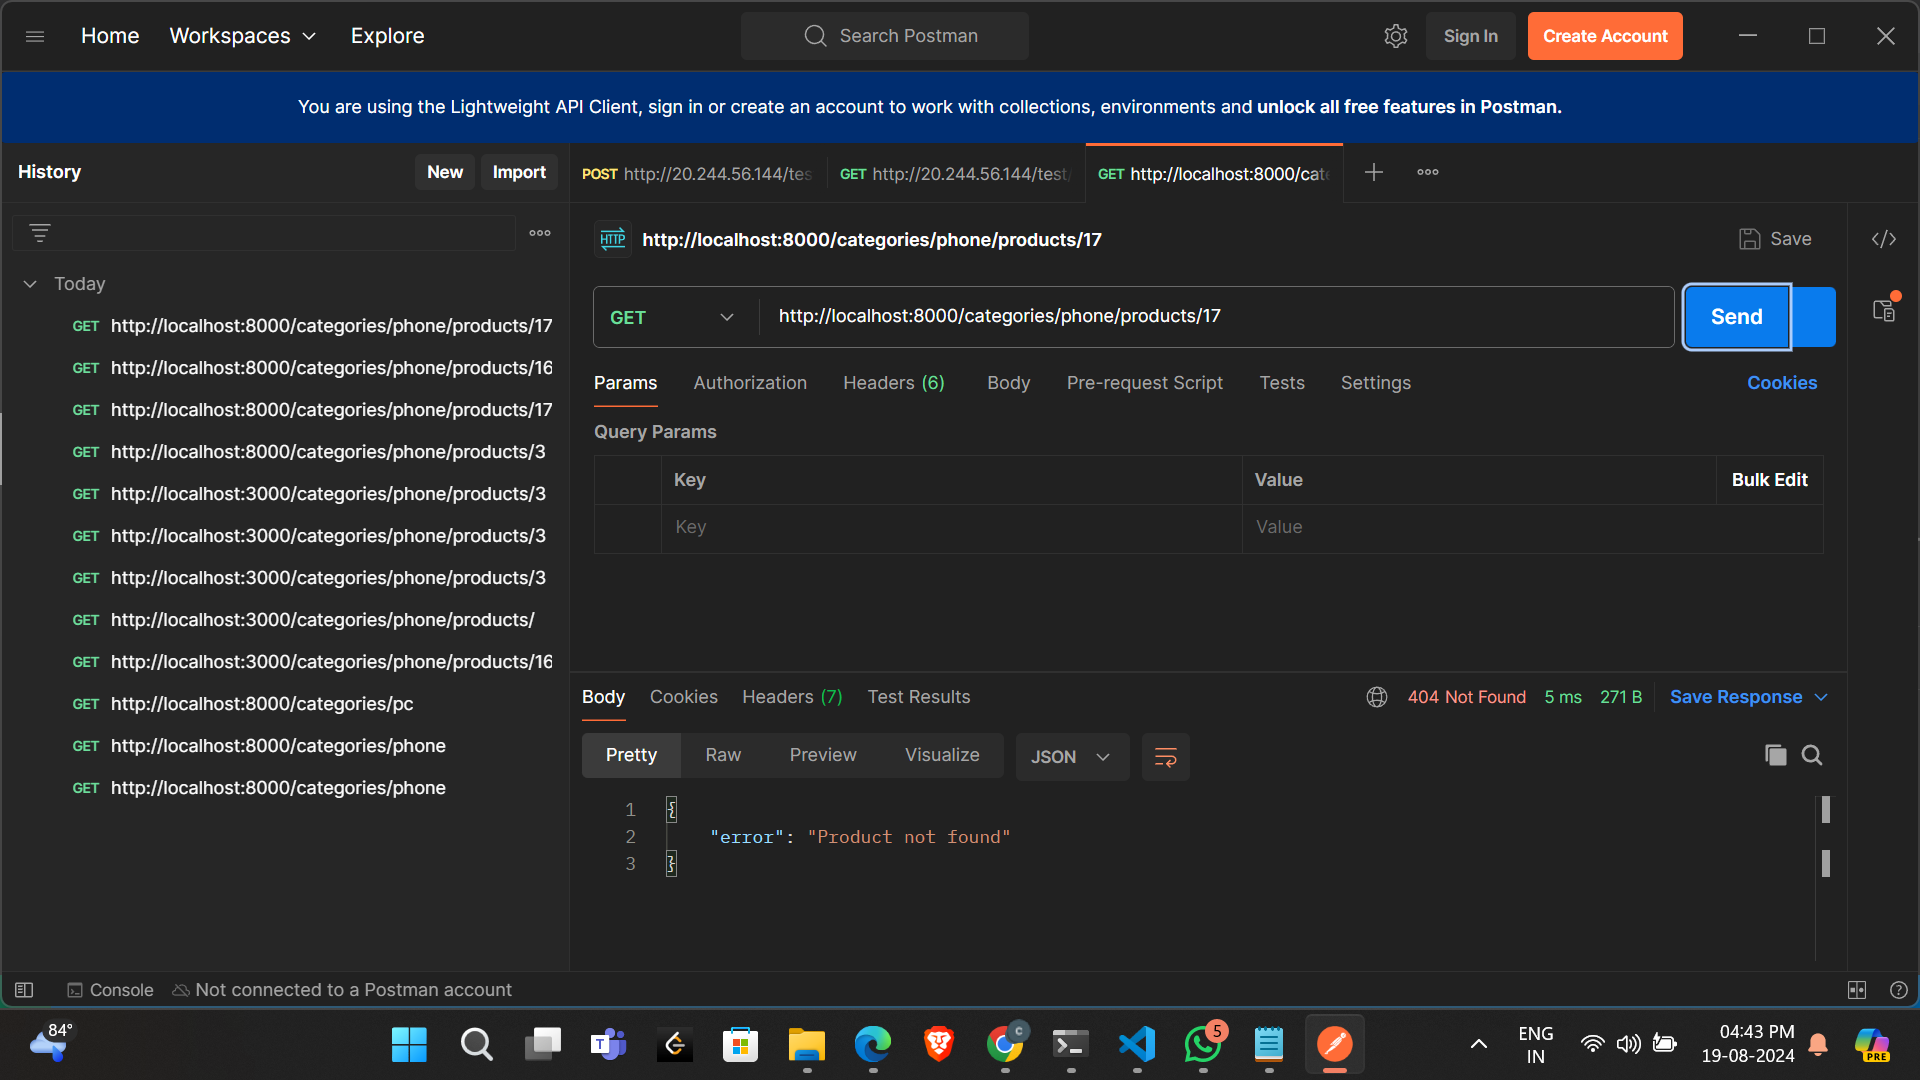 Home
Workspaces
Explore
Search Postman
Sign In
Create Account
You are using the Lightweight API Client, sign in or create an account to work with collections, environments and unlock all free features in Postman.
History
New
Import
POST http://20.244.56.144/tes
GET http://20.244.56.144/test/
GET http://localhost:8000/cate
HTTP
http://localhost:8000/categories/phone/products/17
Save
Today
GET http://localhost:8000/categories/phone/products/17
GET http://localhost:8000/categories/phone/products/16
GET http://localhost:8000/categories/phone/products/17
GET http://localhost:8000/categories/phone/products/3
GET http://localhost:3000/categories/phone/products/3
GET http://localhost:3000/categories/phone/products/3
GET http://localhost:3000/categories/phone/products/3
GET http://localhost:3000/categories/phone/products/
GET http://localhost:3000/categories/phone/products/16
GET http://localhost:8000/categories/pc
GET http://localhost:8000/categories/phone
GET http://localhost:8000/categories/phone
GET
http://localhost:8000/categories/phone/products/17
Send
Params
Authorization
Headers (6)
Body
Pre-request Script
Tests
Settings
Cookies
Query Params
Key
Value
Bulk Edit
Key
Value
Body
Cookies
Headers (7)
Test Results
404 Not Found
5 ms
271 B
Save Response
Pretty
Raw
Preview
Visualize
JSON
1 {
2 "error": "Product not found"
3 }
Console
Not connected to a Postman account
84°
T
C
5
ENG
IN
04:43 PM
19-08-2024
PRE